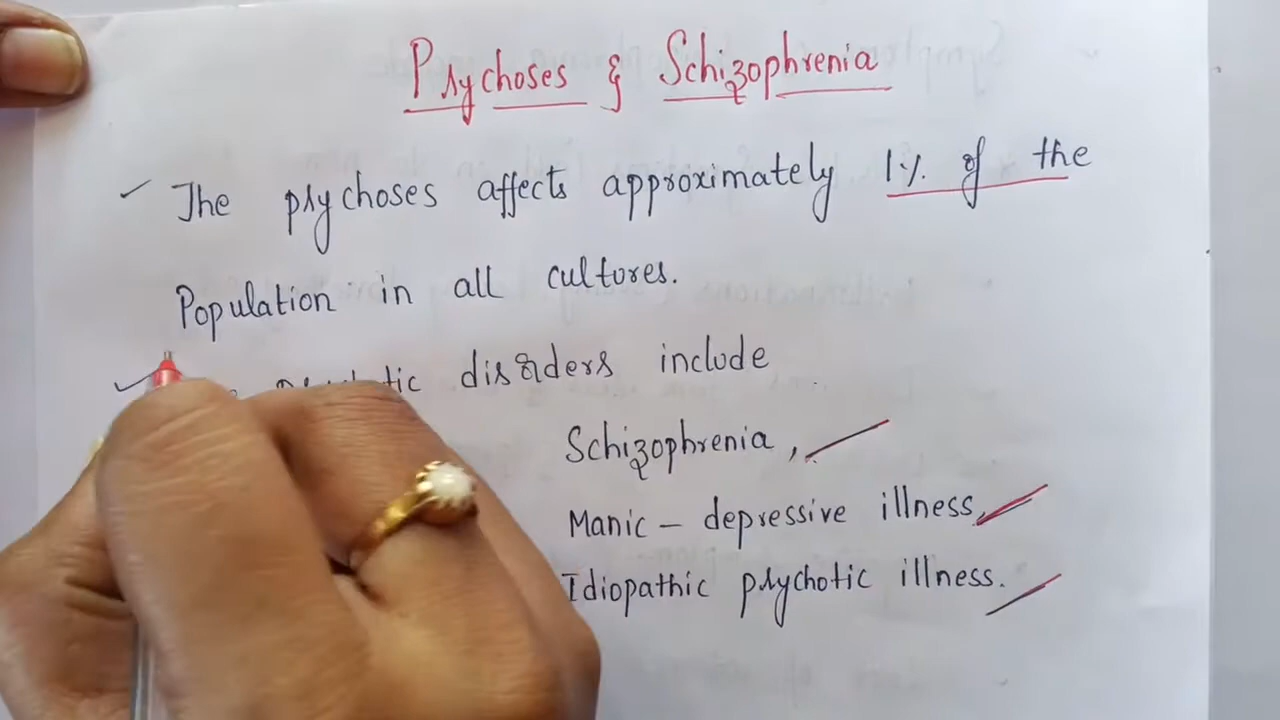 Psychoses & Schizophrenia
The psychoses affects approximately 1% of the
Population in all cultures.
disorders include
Schizophrenia,
Manic - depressive illness,
Idiopathic psychotic illness.